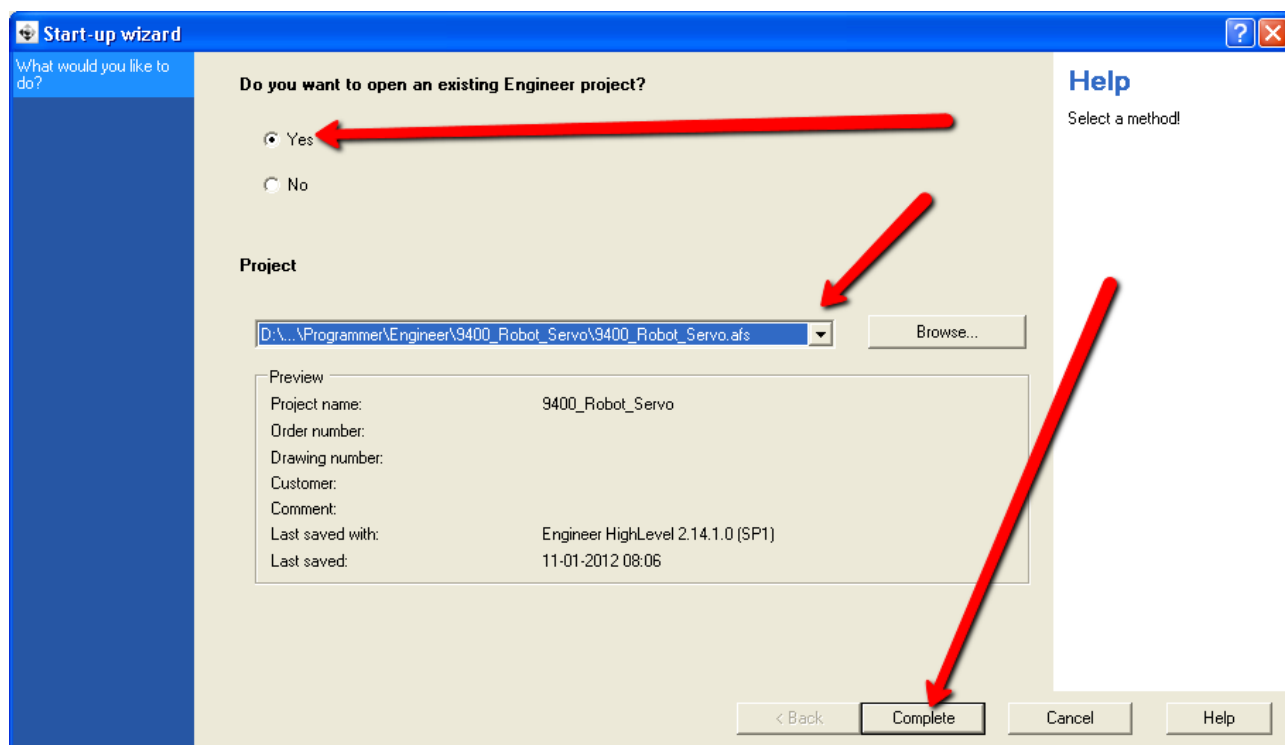 Start-up wizard
What would you like to
do?
Do you want to open an existing Engineer project?
Yes
No
Project
D:\...\Programmer\Engineer\9400_Robot_Servo\9400_Robot_Servo.afs
Browse...
Preview
Project name: 9400_Robot_Servo
Order number:
Drawing number:
Customer:
Comment:
Last saved with: Engineer HighLevel 2.14.1.0 (SP1)
Last saved: 11-01-2012 08:06
Help
Select a method!
< Back Complete Cancel Help